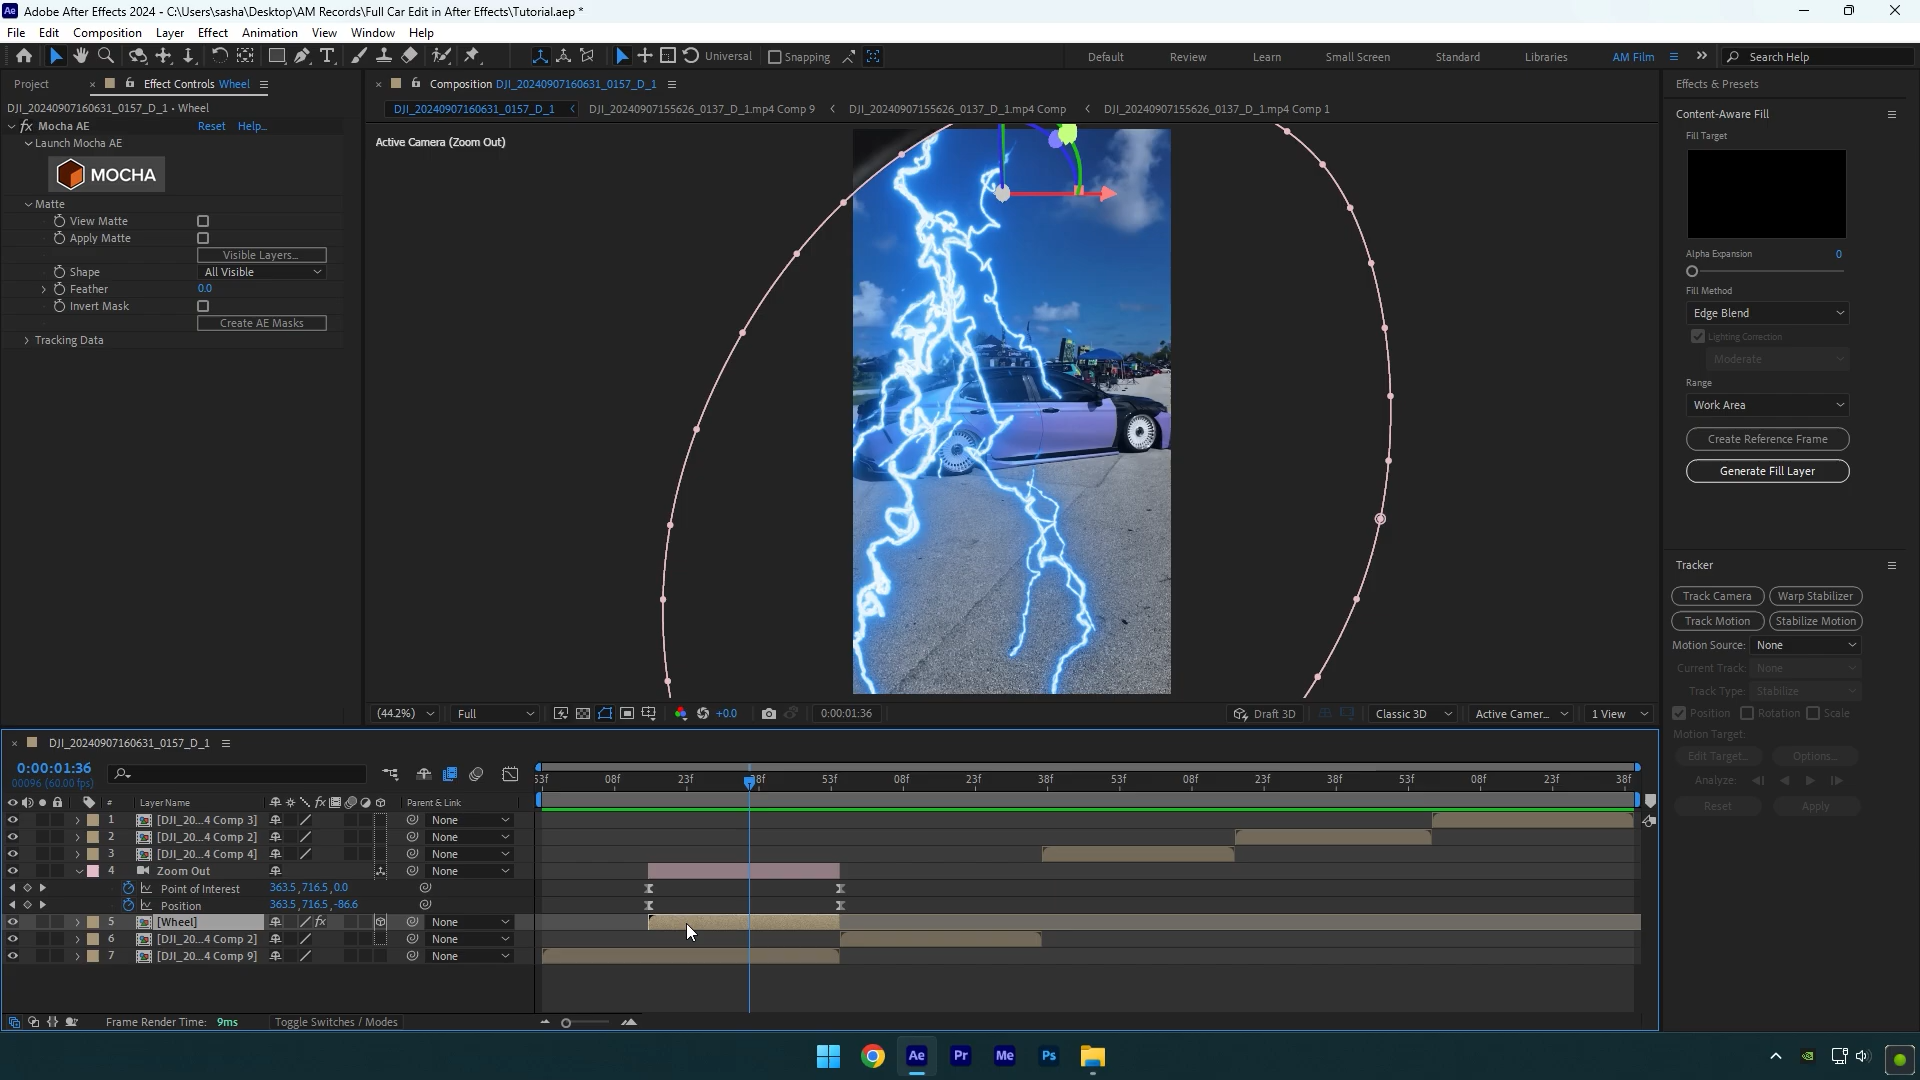 Adobe After Effects 2024 - C:\Users\sasha\Desktop\AM Records\Full Car Edit in After Effects\Tutorial.aep *
File Edit Composition Layer Effect Animation View Window Help
Universal Snapping Default Review Learn Small Screen Standard Libraries AM Film Search Help
Project Effect Controls Wheel
DJI_20240907160631_0157_D_1 • Wheel
fx Mocha AE Reset Help...
Launch Mocha AE
MOCHA
Matte
View Matte
Apply Matte
Visible Layers...
Shape All Visible
Feather 0.0
Invert Mask
Create AE Masks
Tracking Data
Composition DJI_20240907160631_0157_D_1
DJI_20240907160631_0157_D_1 DJI_20240907155626_0137_D_1.mp4 Comp 9 DJI_20240907155626_0137_D_1.mp4 Comp DJI_20240907155626_0137_D_1.mp4 Comp 1
Active Camera (Zoom Out)
(44.2%) Full +0.0 0:00:01:36 Draft 3D Classic 3D Active Camer... 1 View
Effects & Presets
Content-Aware Fill
Fill Target
Alpha Expansion 0
Fill Method
Edge Blend
Lighting Correction
Moderate
Range
Work Area
Create Reference Frame
Generate Fill Layer
Tracker
Track Camera Warp Stabilizer
Track Motion Stabilize Motion
Motion Source: None
Current Track: None
Track Type: Stabilize
Position Rotation Scale
Motion Target:
Edit Target... Options...
Analyze:
Reset Apply
DJI_20240907160631_0157_D_1
0:00:01:36
00096 (60.00 fps)
53f 08f 23f 38f 53f 08f 23f 38f 53f 08f 23f 38f 53f 08f 23f 38f
# Layer Name fx Parent & Link
1 [DJI_20...4 Comp 3] None
2 [DJI_20...4 Comp 2] None
3 [DJI_20...4 Comp 4] None
4 Zoom Out None
Point of Interest 363.5,716.5,0.0
Position 363.5,716.5,-86.6
5 [Wheel] fx None
6 [DJI_20...4 Comp 2] None
7 [DJI_20...4 Comp 9] None
Frame Render Time: 9ms Toggle Switches / Modes
Ae Pr Me Ps